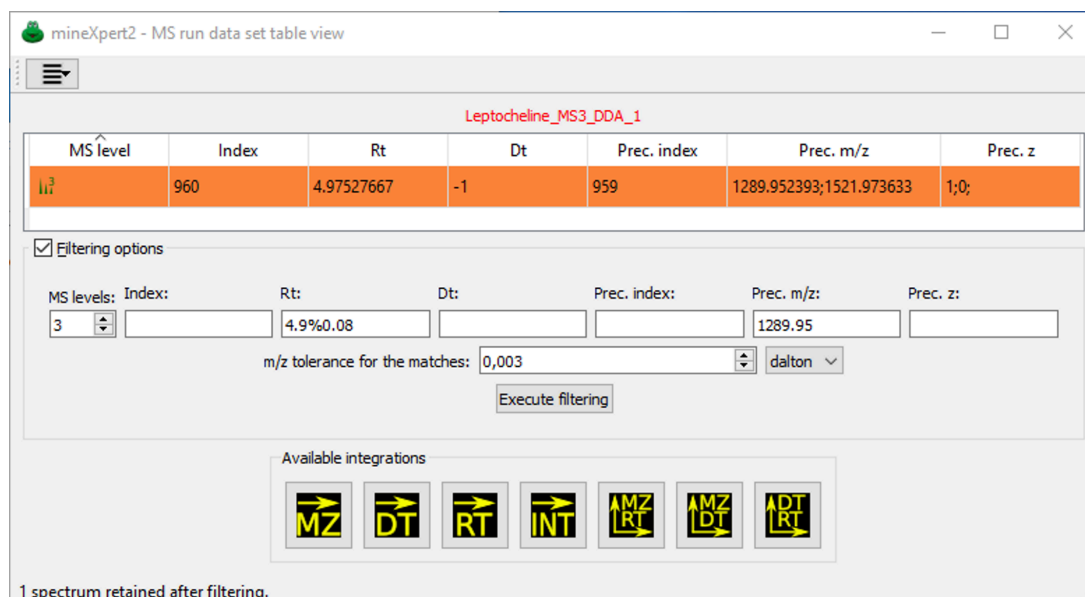 mineXpert2 - MS run data set table view
Leptocheline_MS3_DDA_1
MS level Index Rt Dt Prec. index Prec. m/z Prec. z
3 960 4.97527667 -1 959 1289.952393;1521.973633 1;0;
Filtering options
MS levels: Index: Rt: Dt: Prec. index: Prec. m/z: Prec. z:
3 4.9%0.08 1289.95
m/z tolerance for the matches: 0,003 dalton
Execute filtering
Available integrations
MZ DT RT INT MZ RT MZ DT DT RT
1 spectrum retained after filtering.